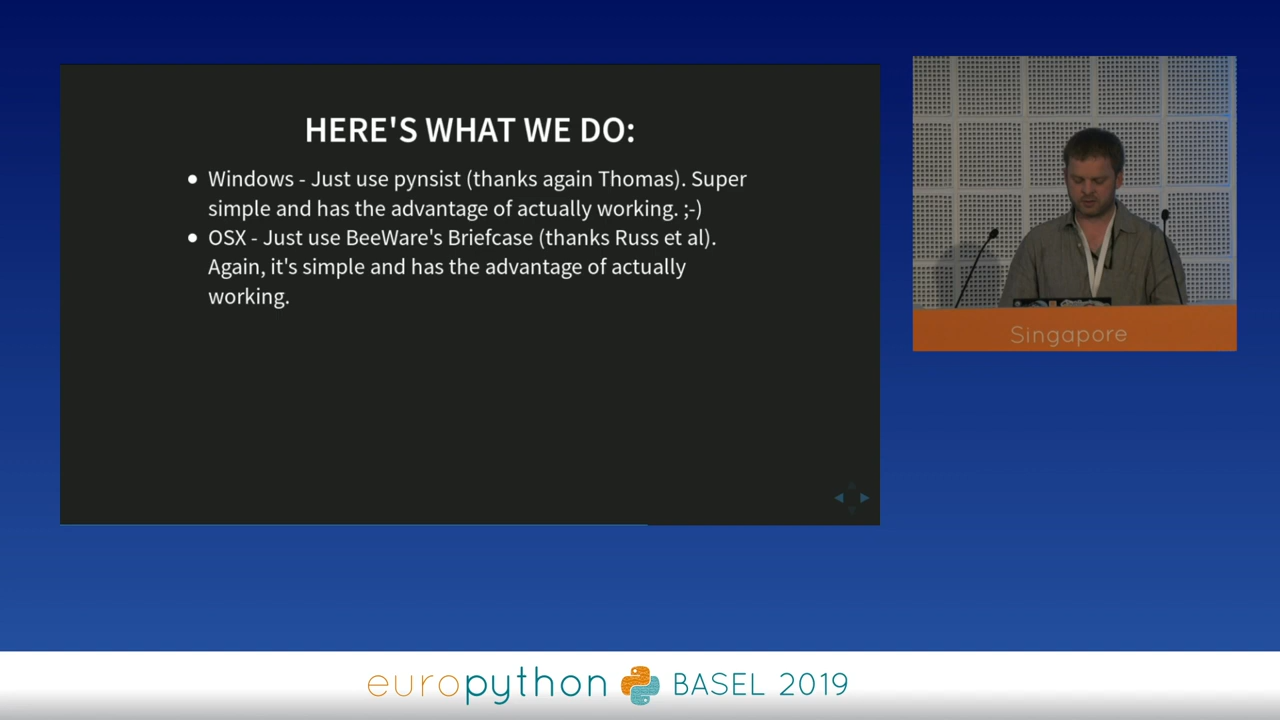 HERE'S WHAT WE DO:
Windows - Just use pynsist (thanks again Thomas). Super
simple and has the advantage of actually working. ;-)
OSX - Just use BeeWare's Briefcase (thanks Russ et al).
Again, it's simple and has the advantage of actually
working.
Singapore
europython BASEL 2019